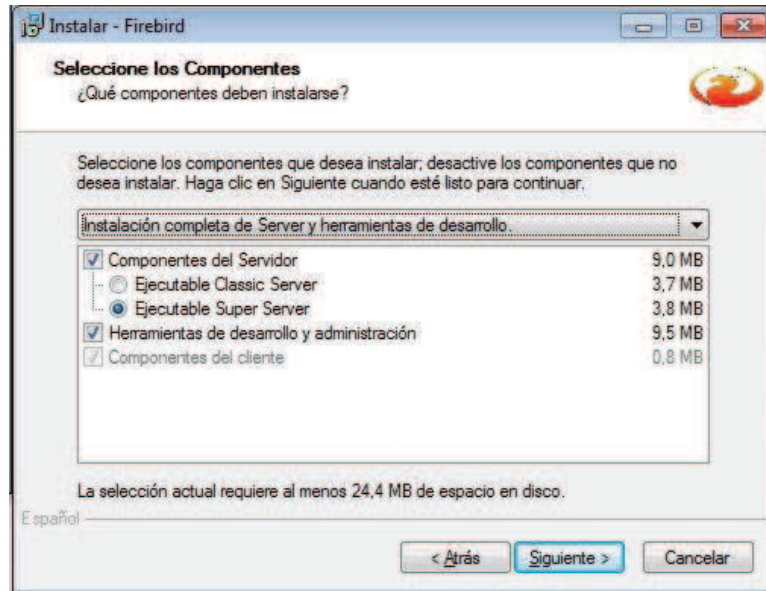 Instalar - Firebird
Seleccione los Componentes
¿Qué componentes deben instalarse?
Seleccione los componentes que desea instalar; desactive los componentes que no
desea instalar. Haga clic en Siguiente cuando esté listo para continuar.
Instalación completa de Server y herramientas de desarrollo.
Componentes del Servidor 9,0 MB
Ejecutable Classic Server 3,7 MB
Ejecutable Super Server 3,8 MB
Herramientas de desarrollo y administración 9,5 MB
Componentes del cliente 0,8 MB
La selección actual requiere al menos 24,4 MB de espacio en disco.
Español
< Atrás Siguiente > Cancelar